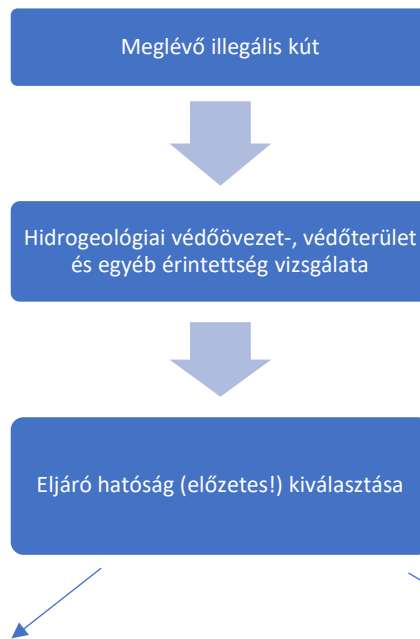 Meglévő illegális kút
Hidrogeológiai védőövezet-, védőterület
és egyéb érintettség vizsgálata
Eljáró hatóság (előzetes!) kiválasztása